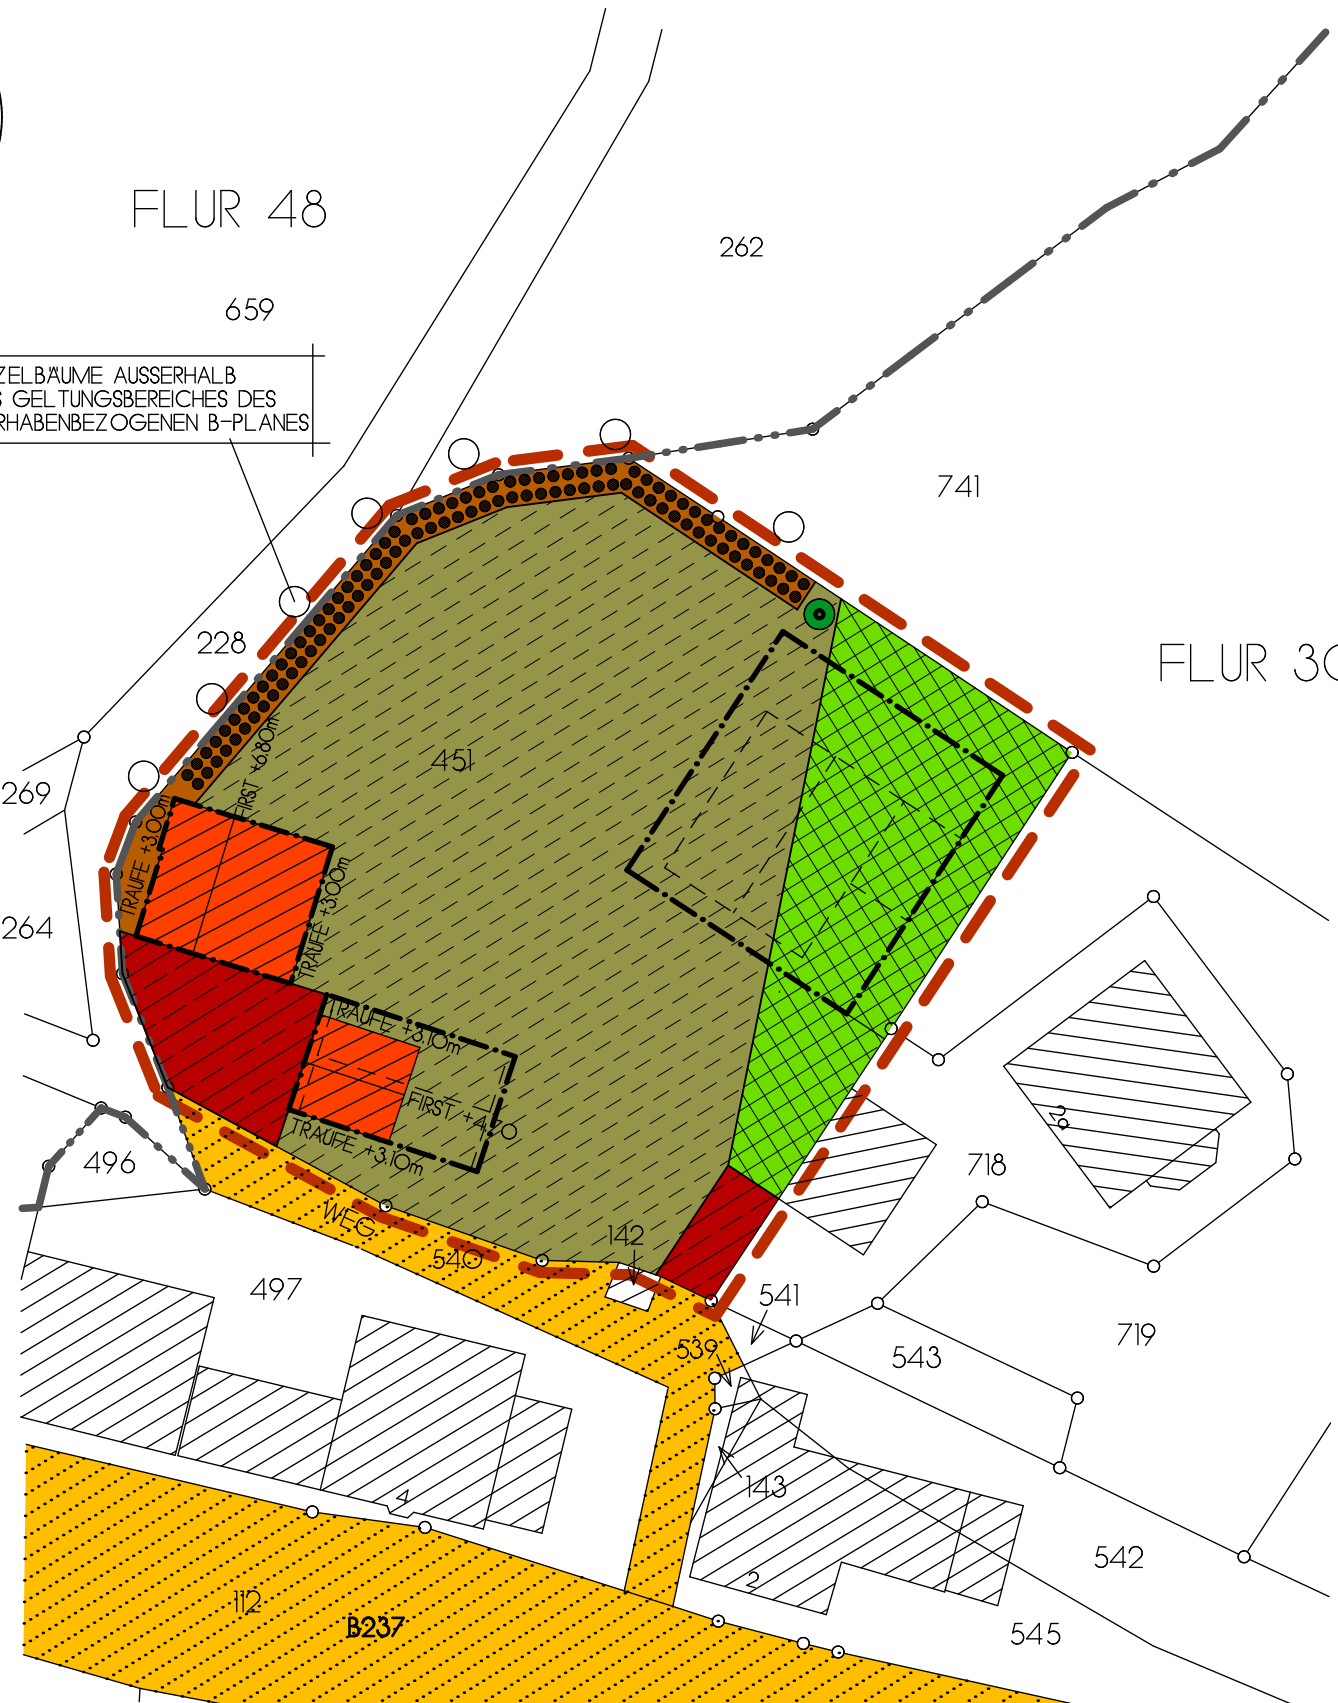 FLUR 48
262
659
ZELBÄUME AUSSERHALB
S GELTUNGSBEREICHES DES
RHABENBEZOGENEN B-PLANES
741
228
FLUR 3
451
FIRST +6.80m
269
TRAUFE +3.00m
TRAUFE +3.00m
264
TRAUFE +3.10m
FIRST +4.70
TRAUFE +3.10m
29
496
718
WEG
142
540
497
541
719
539
543
143
4
2
542
112
B237
545